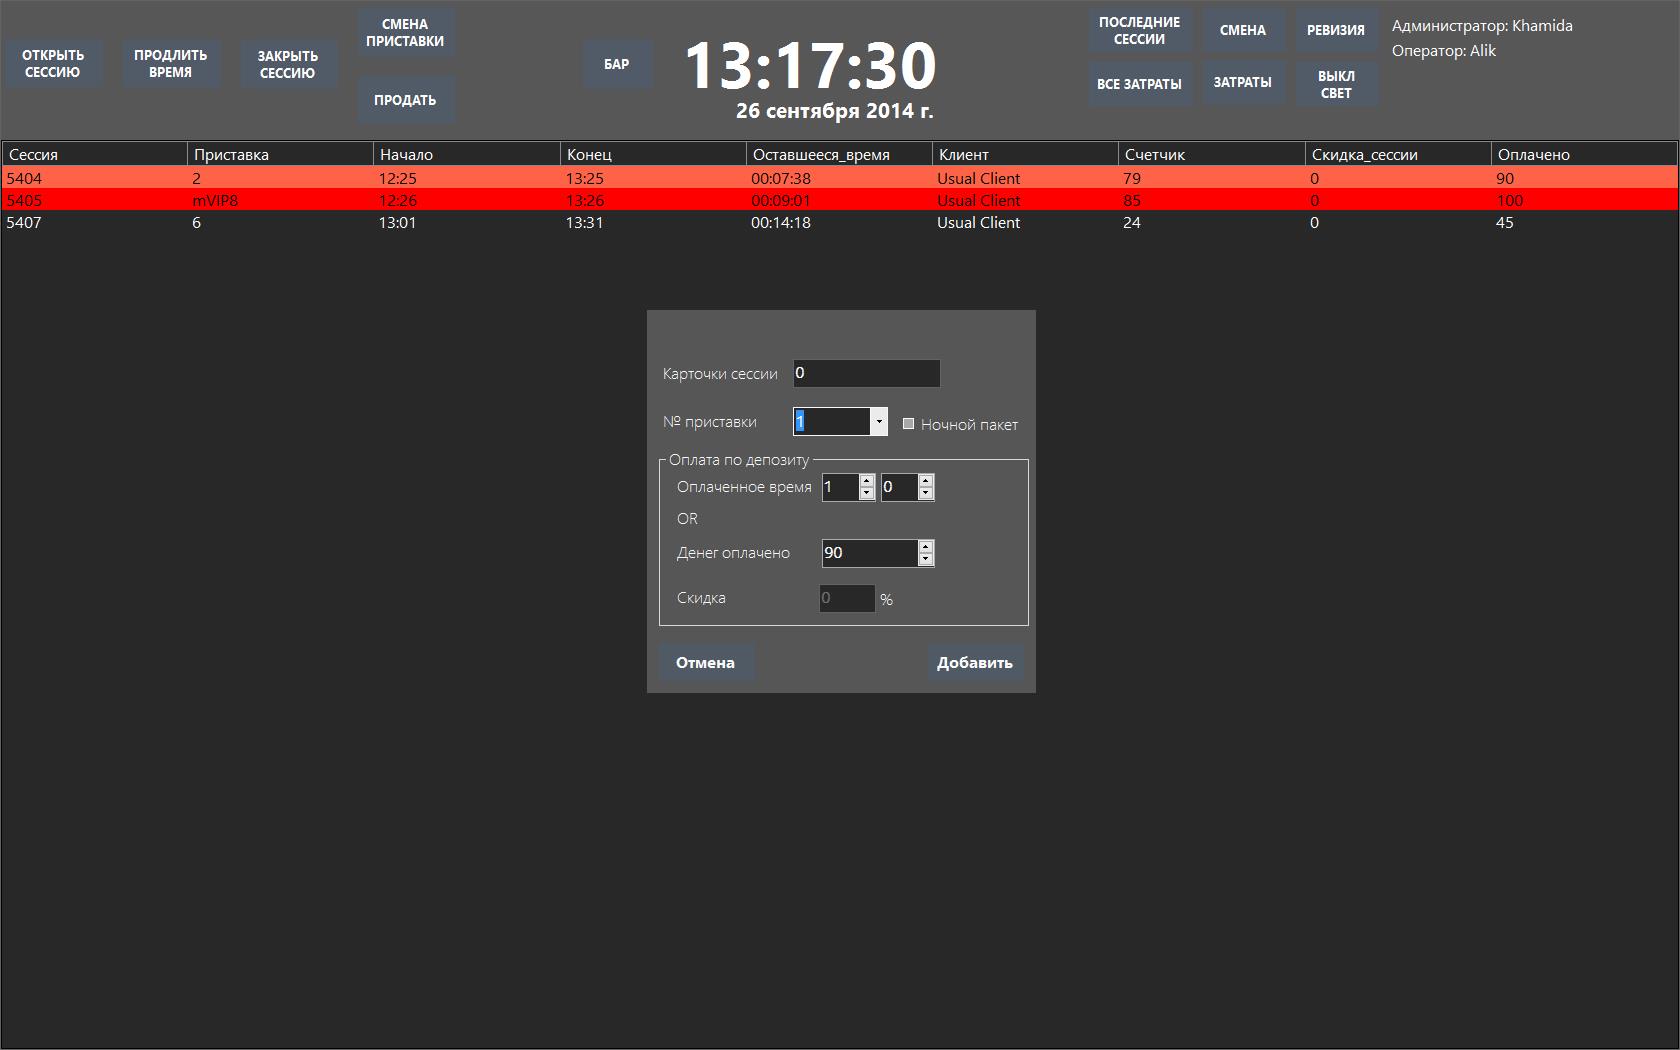 ОТКРЫТЬ
СЕССИЮ
ПРОДЛИТЬ
ВРЕМЯ
ЗАКРЫТЬ
СЕССИЮ
СМЕНА
ПРИСТАВКИ
ПРОДАТЬ
БАР
13:17:30
26 сентября 2014 г.
ПОСЛЕДНИЕ
СЕССИИ
СМЕНА
РЕВИЗИЯ
ВСЕ ЗАТРАТЫ
ЗАТРАТЫ
ВЫКЛ
СВЕТ
Администратор: Khamida
Оператор: Alik
Сессия Приставка Начало Конец Оставшееся_время Клиент Счетчик Скидка_сессии Оплачено
5404 2 12:25 13:25 00:07:38 Usual Client 79 0 90
5405 mVIP8 12:26 13:26 00:09:01 Usual Client 85 0 100
5407 6 13:01 13:31 00:14:18 Usual Client 24 0 45
Карточки сессии 0
№ приставки 1 Ночной пакет
Оплата по депозиту
Оплаченное время 1 0
OR
Денег оплачено 90
Скидка 0 %
Отмена Добавить